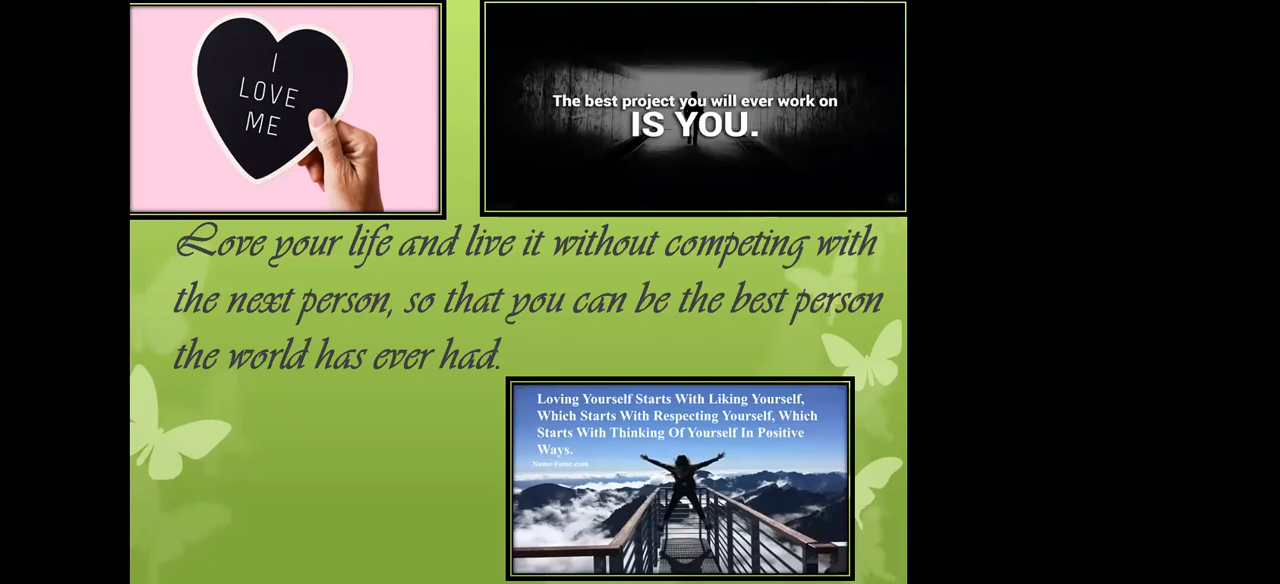 I
LOVE
ME
The best project you will ever work on
IS YOU.
Love your life and live it without competing with
the next person, so that you can be the best person
the world has ever had.
Loving Yourself Starts With Liking Yourself,
Which Starts With Respecting Yourself, Which
Starts With Thinking Of Yourself In Positive
Ways.
Name-Fame.com